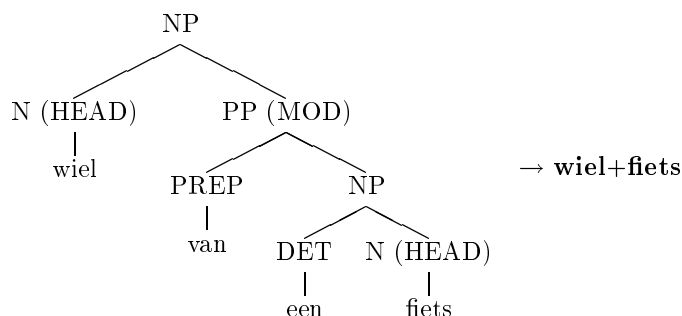 NP
N (HEAD) PP (MOD)
wiel
→ wiel+fiets
PREP NP
van
DET N (HEAD)
een fiets